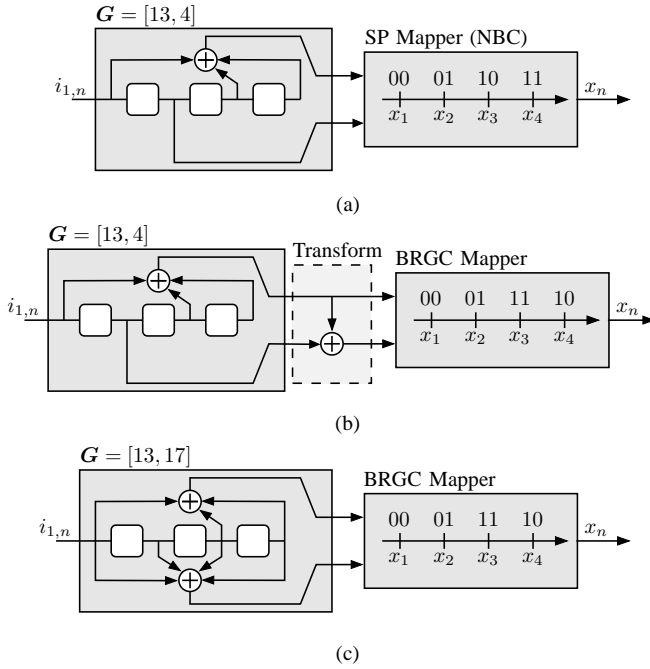 G = [13, 4]
SP Mapper (NBC)
i1,n
00 01 10 11
x1 x2 x3 x4
xn
(a)
G = [13, 4]
Transform
BRGC Mapper
i1,n
00 01 11 10
x1 x2 x3 x4
xn
(b)
G = [13, 17]
BRGC Mapper
i1,n
00 01 11 10
x1 x2 x3 x4
xn
(c)